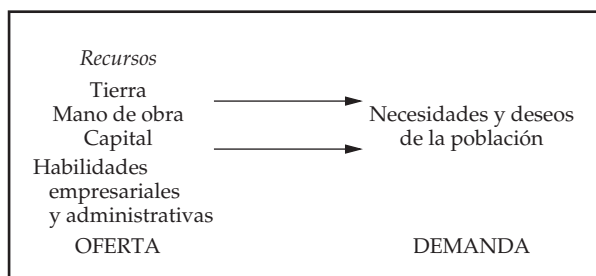 Recursos
Tierra
Mano de obra
Capital
Habilidades
empresariales
y administrativas
OFERTA
Necesidades y deseos
de la población
DEMANDA